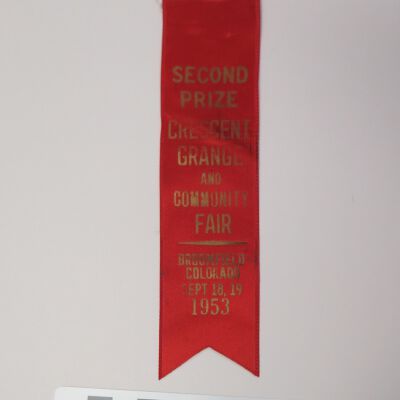 SECOND
PRIZE
CRESCENT
GRANGE
AND
COMMUNITY
FAIR
BROOMFIELD
COLORADO
SEPT 18, 19
1953